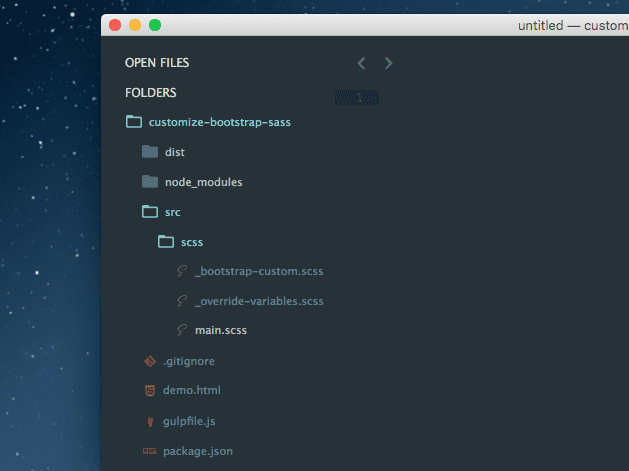 untitled — custom
OPEN FILES
FOLDERS
1
customize-bootstrap-sass
dist
node_modules
src
scss
_bootstrap-custom.scss
_override-variables.scss
main.scss
.gitignore
demo.html
gulpfile.js
package.json